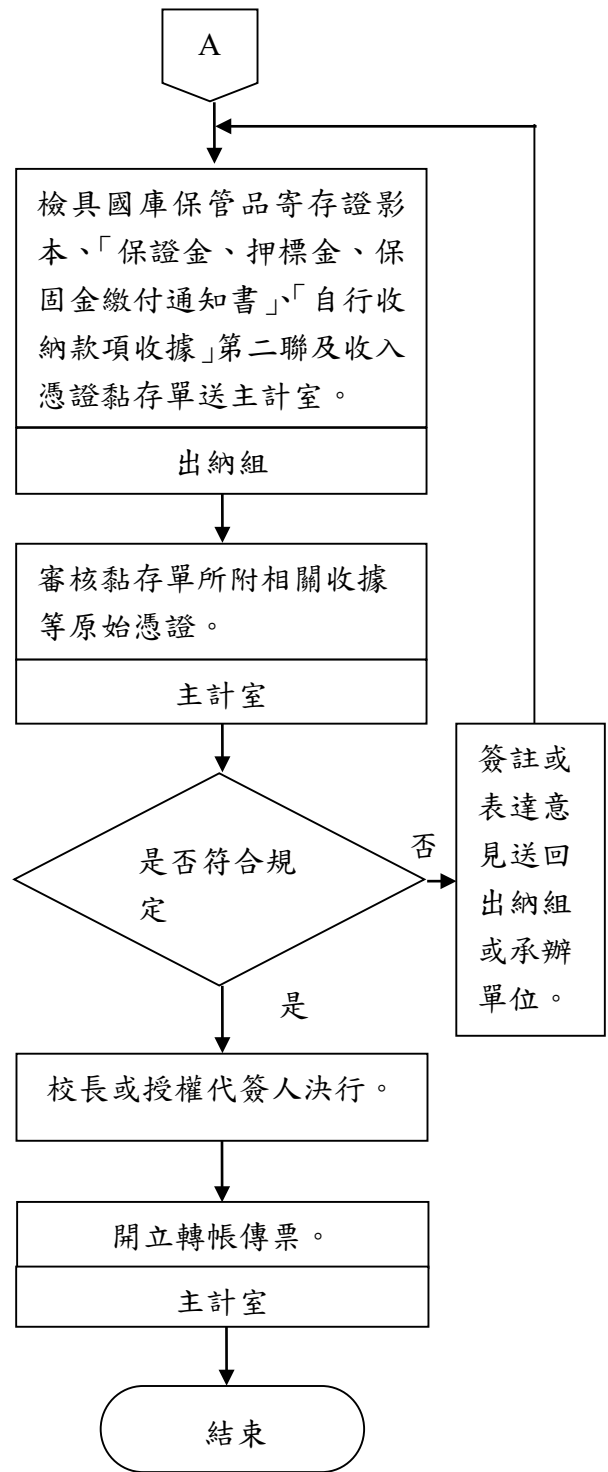 A
檢具國庫保管品寄存證影
本、「保證金、押標金、保
固金繳付通知書」、「自行收
納款項收據」第二聯及收入
憑證黏存單送主計室。
出納組
審核黏存單所附相關收據
等原始憑證。
主計室
是否符合規
定
否
簽註或
表達意
見送回
出納組
或承辦
單位。
是
校長或授權代簽人決行。
開立轉帳傳票。
主計室
結束